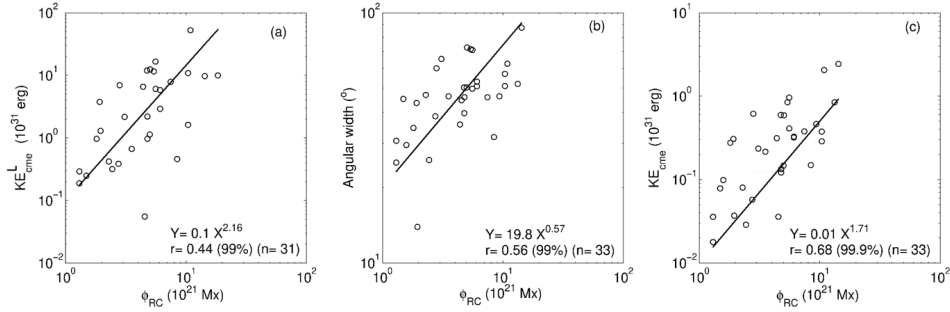 (a)
10^2
10^1
10^0
10^-1
10^-2
KE^L_cme (10^31 erg)
Y= 0.1 X^2.16
r= 0.44 (99%) (n= 31)
10^0
10^1
10^2
ϕ_RC (10^21 Mx)
(b)
10^1
Angular width (°)
Y= 19.8 X^0.57
r= 0.56 (99%) (n= 33)
10^0
10^1
10^2
ϕ_RC (10^21 Mx)
(c)
10^1
10^0
10^-1
10^-2
KE_cme (10^31 erg)
Y= 0.01 X^1.71
r= 0.68 (99.9%) (n= 33)
10^0
10^1
10^2
ϕ_RC (10^21 Mx)